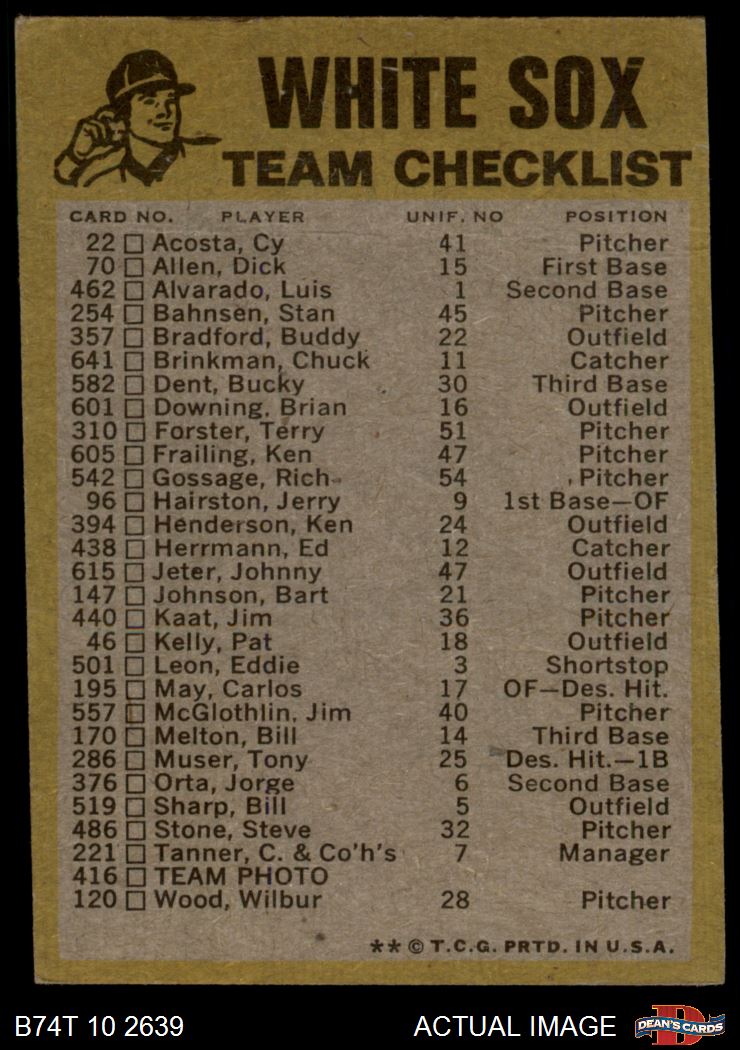 WHITE SOX
TEAM CHECKLIST
CARD NO. PLAYER UNIF. NO POSITION
22 Acosta, Cy 41 Pitcher
70 Allen, Dick 15 First Base
462 Alvarado, Luis 1 Second Base
254 Bahnsen, Stan 45 Pitcher
357 Bradford, Buddy 22 Outfield
641 Brinkman, Chuck 11 Catcher
582 Dent, Bucky 30 Third Base
601 Downing, Brian 16 Outfield
310 Forster, Terry 51 Pitcher
605 Frailing, Ken 47 Pitcher
542 Gossage, Rich 54 Pitcher
96 Hairston, Jerry 9 1st Base—OF
394 Henderson, Ken 24 Outfield
438 Herrmann, Ed 12 Catcher
615 Jeter, Johnny 47 Outfield
147 Johnson, Bart 21 Pitcher
440 Kaat, Jim 36 Pitcher
46 Kelly, Pat 18 Outfield
501 Leon, Eddie 3 Shortstop
195 May, Carlos 17 OF—Des. Hit.
557 McGlothlin, Jim 40 Pitcher
170 Melton, Bill 14 Third Base
286 Muser, Tony 25 Des. Hit.—1B
376 Orta, Jorge 6 Second Base
519 Sharp, Bill 5 Outfield
486 Stone, Steve 32 Pitcher
221 Tanner, C. & Co'h's 7 Manager
416 TEAM PHOTO
120 Wood, Wilbur 28 Pitcher
** © T.C.G. PRTD. IN U.S.A.
B74T 10 2639 ACTUAL IMAGE D DEAN'S CARDS